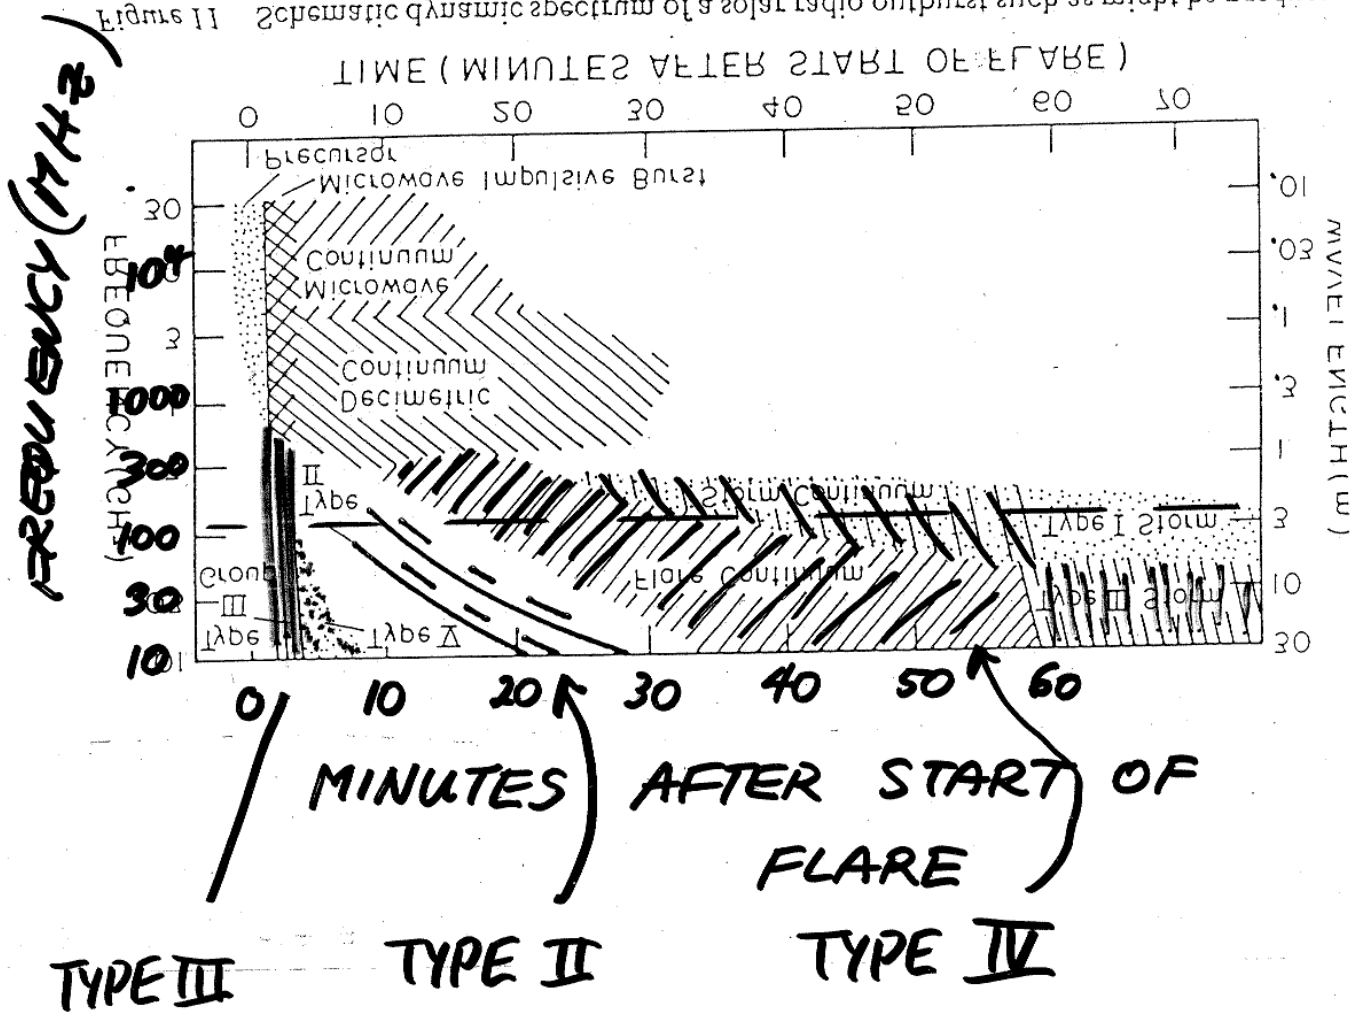 Figure 11 Schematic dynamic spectrum of a solar radio outburst such as might be
TIME (MINUTES AFTER START OF FLARE)
0 10 20 30 40 50 60 70
Precursor
Microwave Impulsive Burst
30
.01
FREQUENCY (MHz)
Continuum
Microwave
10⁴
.03
3
.1
WAVELENGTH (m)
Continuum
Decimetric
1000
.3
300
1
II
Type
Storm Continuum
100
Type I Storm
3
Group
III
Type
Flare Continuum
30
Type III Storm
10
Type V
10
30
0 10 20 30 40 50 60
MINUTES AFTER START OF
FLARE
TYPE III
TYPE II
TYPE IV